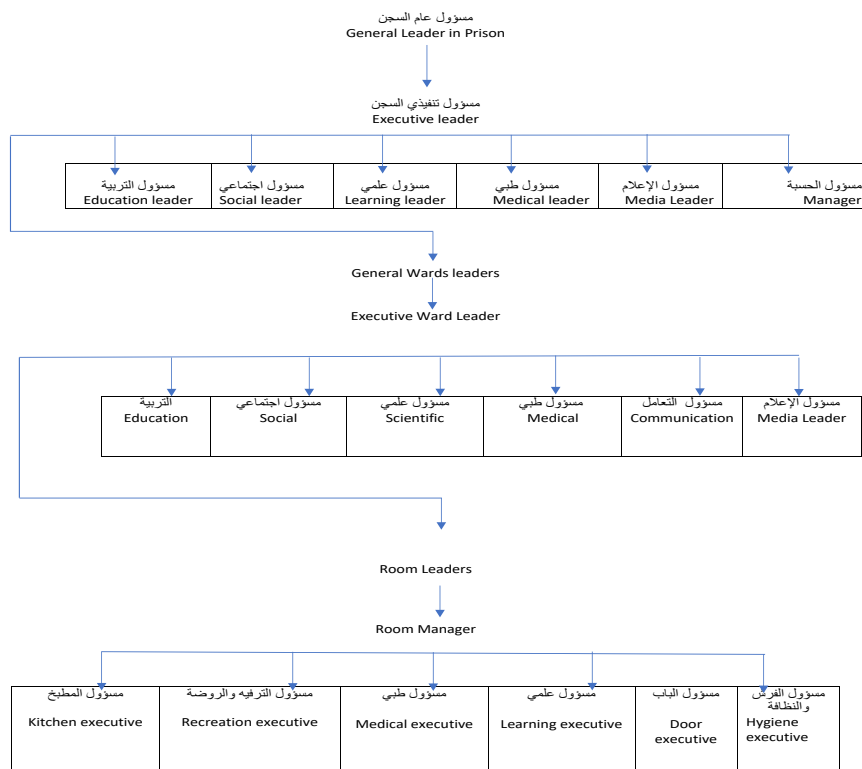 مسؤول عام السجن
General Leader in Prison
مسؤول تنفيذي السجن
Executive leader
مسؤول التربية
Education leader
مسؤول اجتماعي
Social leader
مسؤول علمي
Learning leader
مسؤول طبي
Medical leader
مسؤول الإعلام
Media Leader
مسؤول الحسبة
Manager
General Wards leaders
Executive Ward Leader
التربية
Education
مسؤول اجتماعي
Social
مسؤول علمي
Scientific
مسؤول طبي
Medical
مسؤول التعامل
Communication
مسؤول الإعلام
Media Leader
Room Leaders
Room Manager
مسؤول المطبخ
Kitchen executive
مسؤول الترفيه والروضة
Recreation executive
مسؤول طبي
Medical executive
مسؤول علمي
Learning executive
مسؤول الباب
Door
executive
مسؤول الفرش
والنظافة
Hygiene
executive